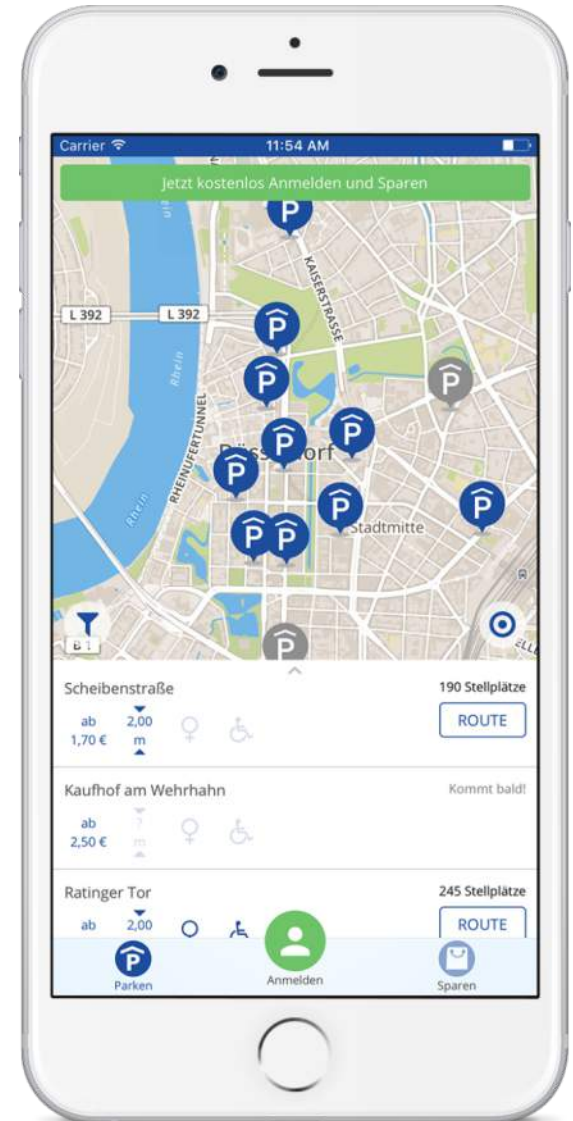 Carrier 11:54 AM
Jetzt kostenlos Anmelden und Sparen
P
KAISERSTRASSE
L 392
L 392
P
Rhein
P
P
RHEINUFERTUNNEL
P
P
P
Rhein
P
P
P
P
Stadtmitte
B 1
P
Scheibenstraße 190 Stellplätze
ab 2,00 ROUTE
1,70 € m
Kaufhof am Wehrhahn Kommt bald!
ab ?
2,50 € m
Ratinger Tor 245 Stellplätze
ab 2,00 ROUTE
P
Parken Anmelden Sparen